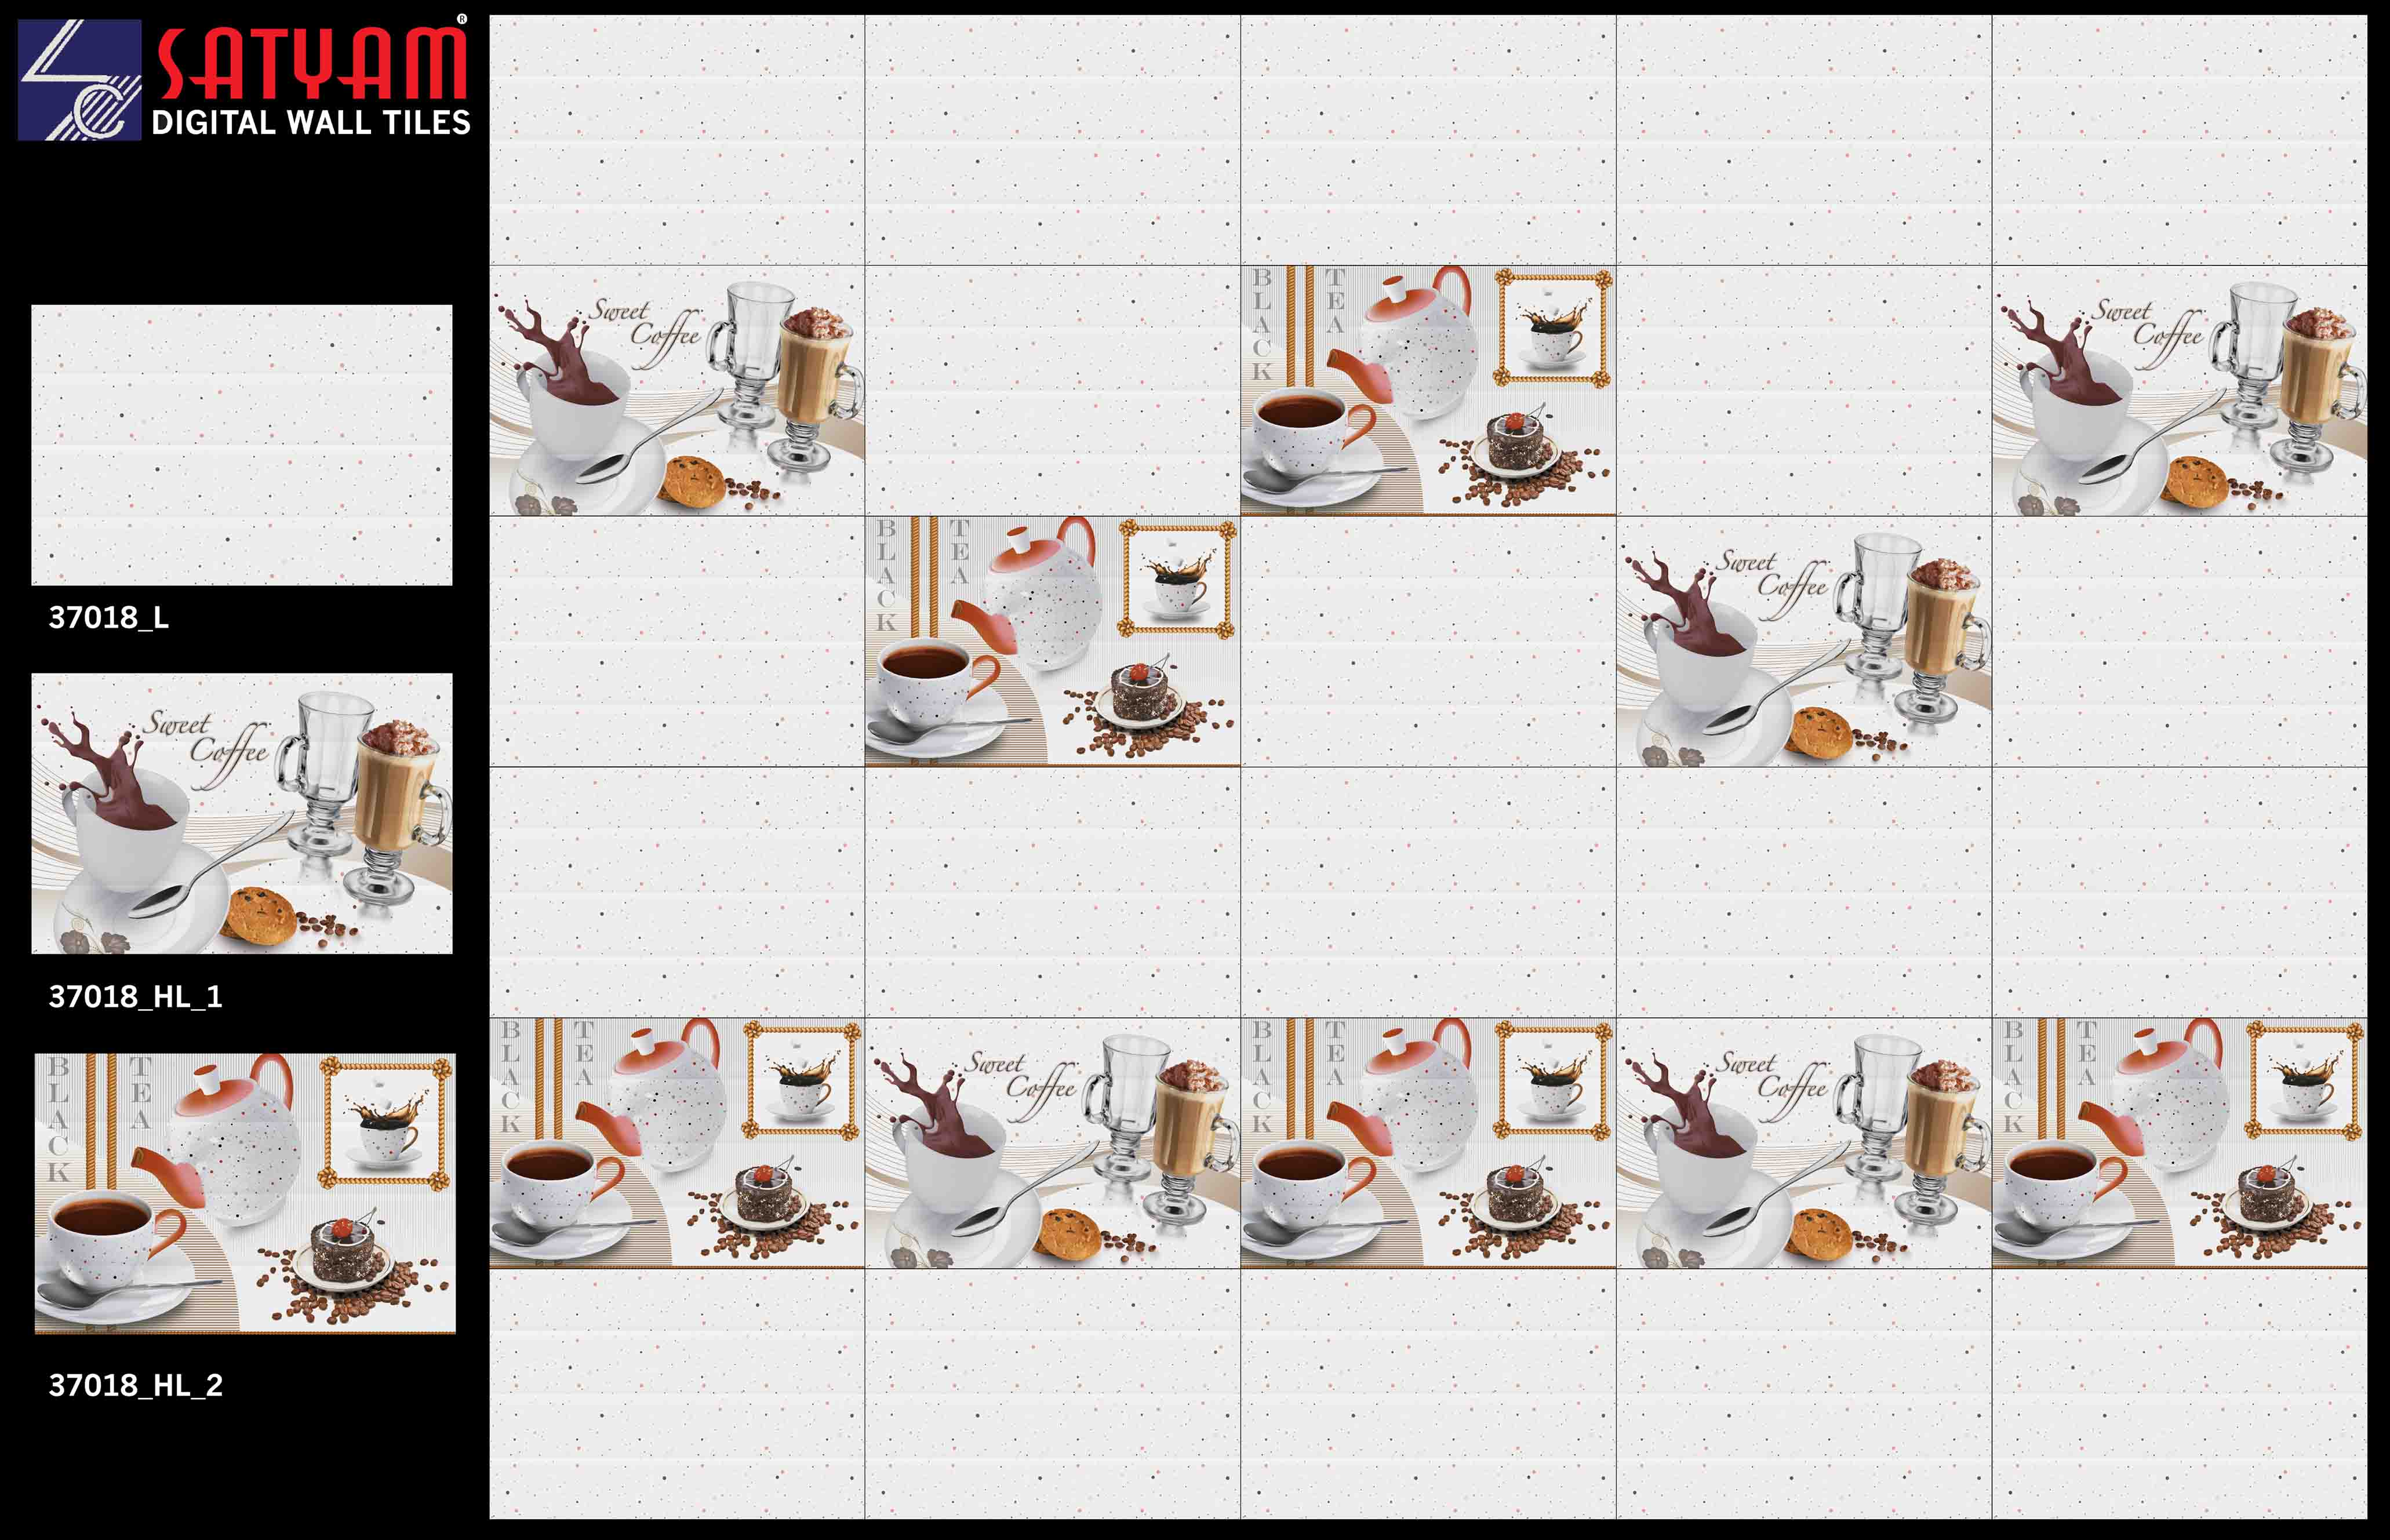 SATYAM®
DIGITAL WALL TILES
37018_L
Sweet
Coffee
37018_HL_1
BLACK
TEA
37018_HL_2
Sweet
Coffee
BLACK
TEA
Sweet
Coffee
BLACK
TEA
Sweet
Coffee
BLACK
TEA
Sweet
Coffee
BLACK
TEA
Sweet
Coffee
BLACK
TEA